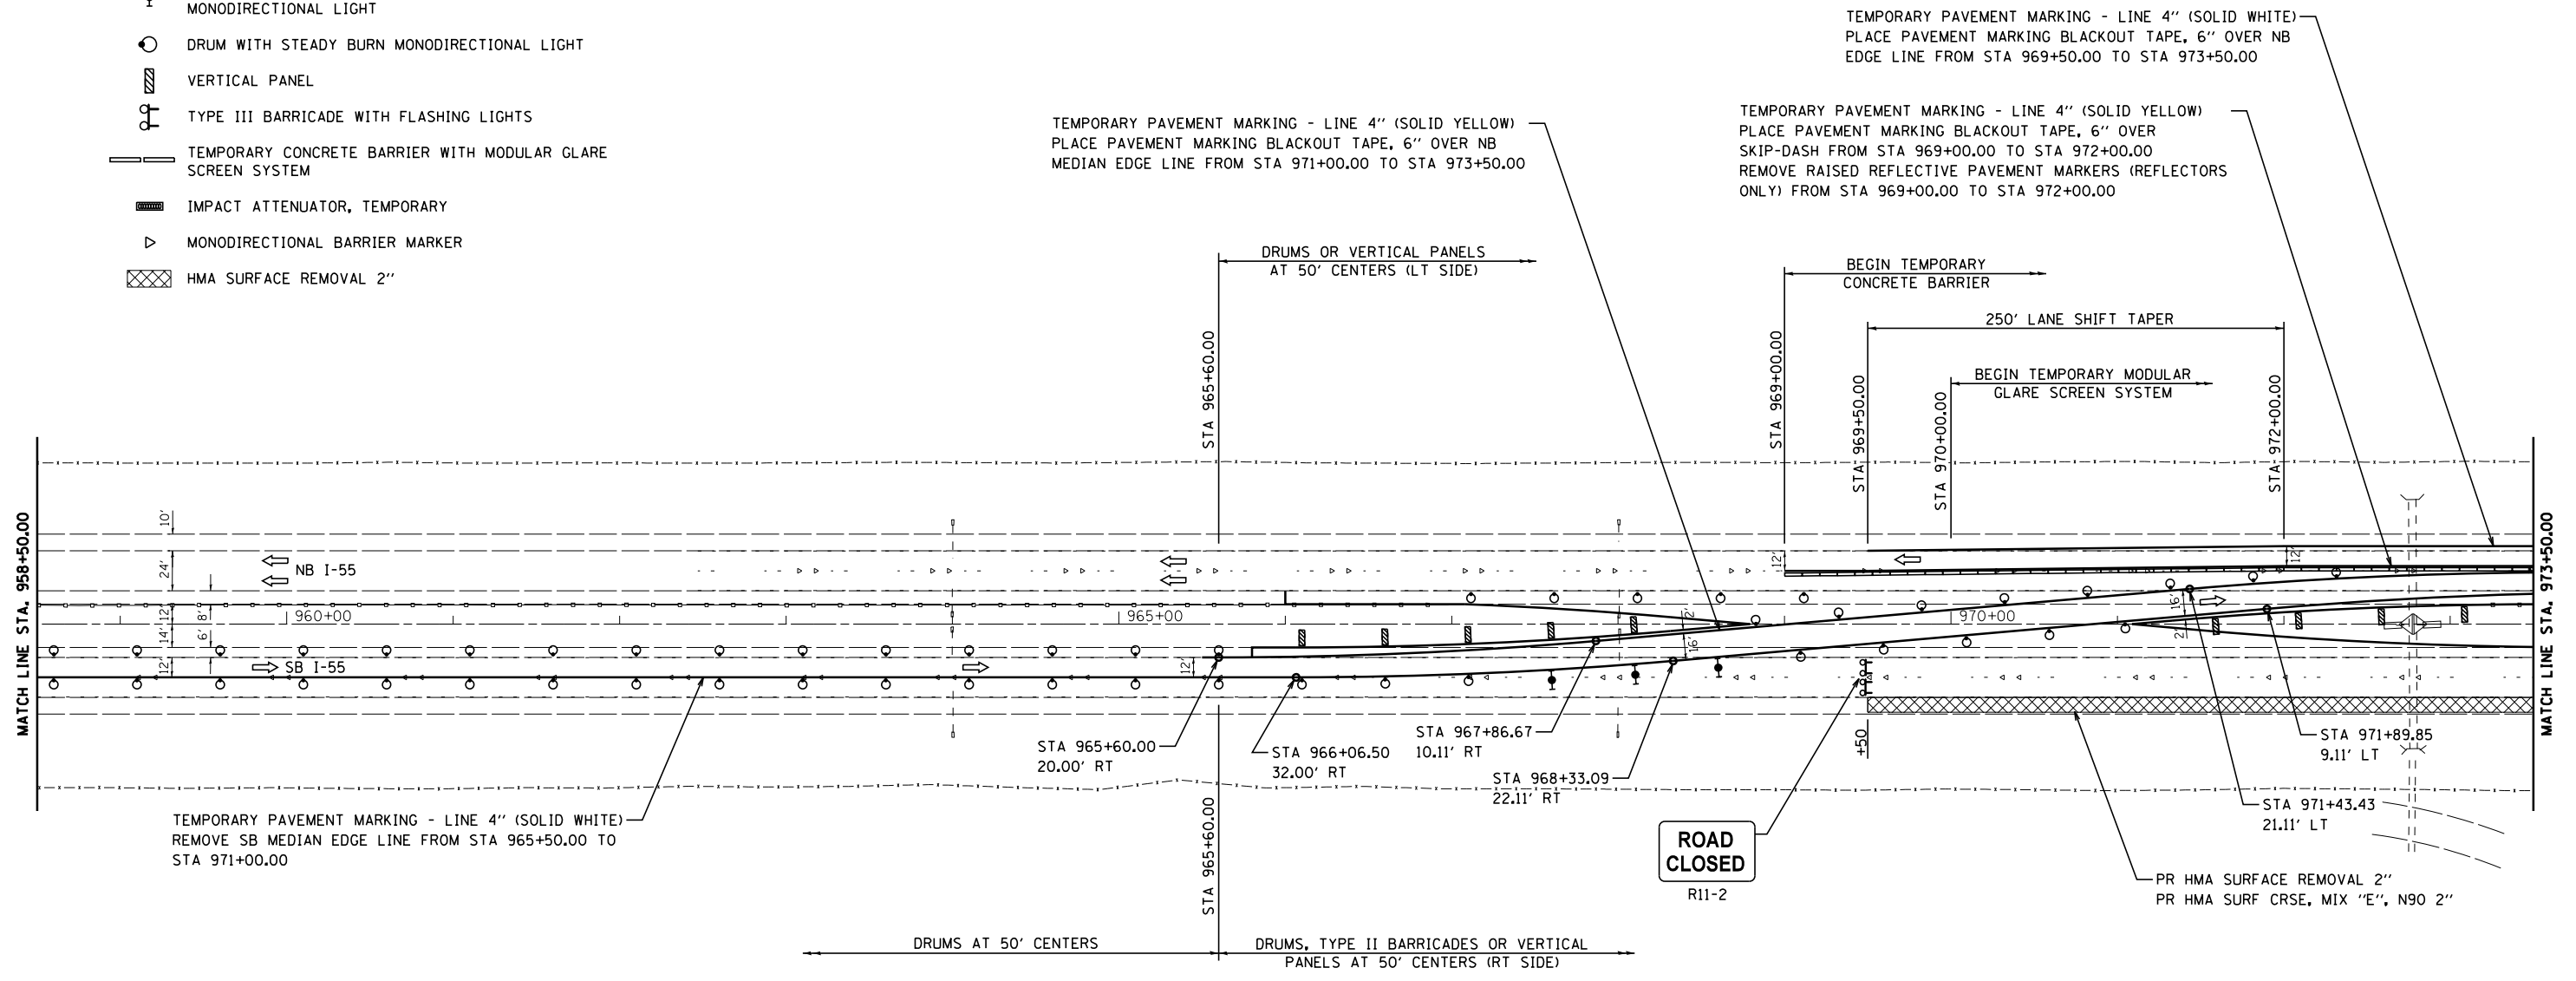 MONODIRECTIONAL LIGHT
DRUM WITH STEADY BURN MONODIRECTIONAL LIGHT
VERTICAL PANEL
TYPE III BARRICADE WITH FLASHING LIGHTS
TEMPORARY CONCRETE BARRIER WITH MODULAR GLARE
SCREEN SYSTEM
IMPACT ATTENUATOR, TEMPORARY
MONODIRECTIONAL BARRIER MARKER
HMA SURFACE REMOVAL 2"
TEMPORARY PAVEMENT MARKING - LINE 4" (SOLID YELLOW)
PLACE PAVEMENT MARKING BLACKOUT TAPE, 6" OVER NB
MEDIAN EDGE LINE FROM STA 971+00.00 TO STA 973+50.00
TEMPORARY PAVEMENT MARKING - LINE 4" (SOLID WHITE)
PLACE PAVEMENT MARKING BLACKOUT TAPE, 6" OVER NB
EDGE LINE FROM STA 969+50.00 TO STA 973+50.00
TEMPORARY PAVEMENT MARKING - LINE 4" (SOLID YELLOW)
PLACE PAVEMENT MARKING BLACKOUT TAPE, 6" OVER
SKIP-DASH FROM STA 969+00.00 TO STA 972+00.00
REMOVE RAISED REFLECTIVE PAVEMENT MARKERS (REFLECTORS
ONLY) FROM STA 969+00.00 TO STA 972+00.00
DRUMS OR VERTICAL PANELS
AT 50' CENTERS (LT SIDE)
BEGIN TEMPORARY
CONCRETE BARRIER
250' LANE SHIFT TAPER
BEGIN TEMPORARY MODULAR
GLARE SCREEN SYSTEM
STA 965+60.00
STA 969+00.00
STA 969+50.00
STA 970+00.00
STA 972+00.00
MATCH LINE STA. 958+50.00
MATCH LINE STA. 973+50.00
10'
24'
12'
8'
14'
6'
12'
NB I-55
SB I-55
960+00
965+00
970+00
12'
12'
12'
2'
16'
16'
2'
STA 965+60.00
20.00' RT
STA 966+06.50
32.00' RT
STA 967+86.67
10.11' RT
STA 968+33.09
22.11' RT
+50
STA 971+89.85
9.11' LT
STA 971+43.43
21.11' LT
TEMPORARY PAVEMENT MARKING - LINE 4" (SOLID WHITE)
REMOVE SB MEDIAN EDGE LINE FROM STA 965+50.00 TO
STA 971+00.00
STA 965+60.00
ROAD
CLOSED
R11-2
PR HMA SURFACE REMOVAL 2"
PR HMA SURF CRSE, MIX "E", N90 2"
DRUMS AT 50' CENTERS
DRUMS, TYPE II BARRICADES OR VERTICAL
PANELS AT 50' CENTERS (RT SIDE)